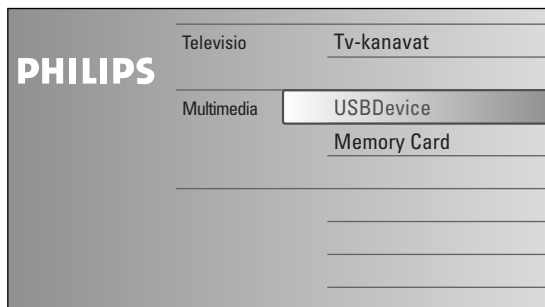 PHILIPS
Televisio Tv-kanavat
Multimedia USBDevice
Memory Card